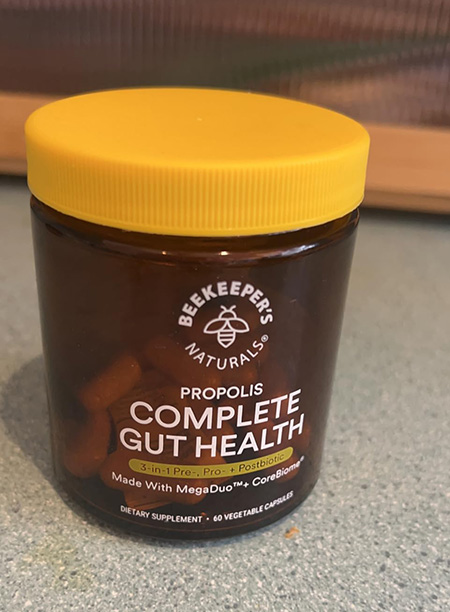 BEEKEEPER'S
NATURALS®
PROPOLIS
COMPLETE
GUT HEALTH
3-in-1 Pre-, Pro- + Postbiotic
Made With MegaDuo™+ CoreBiome®
DIETARY SUPPLEMENT • 60 VEGETABLE CAPSULES